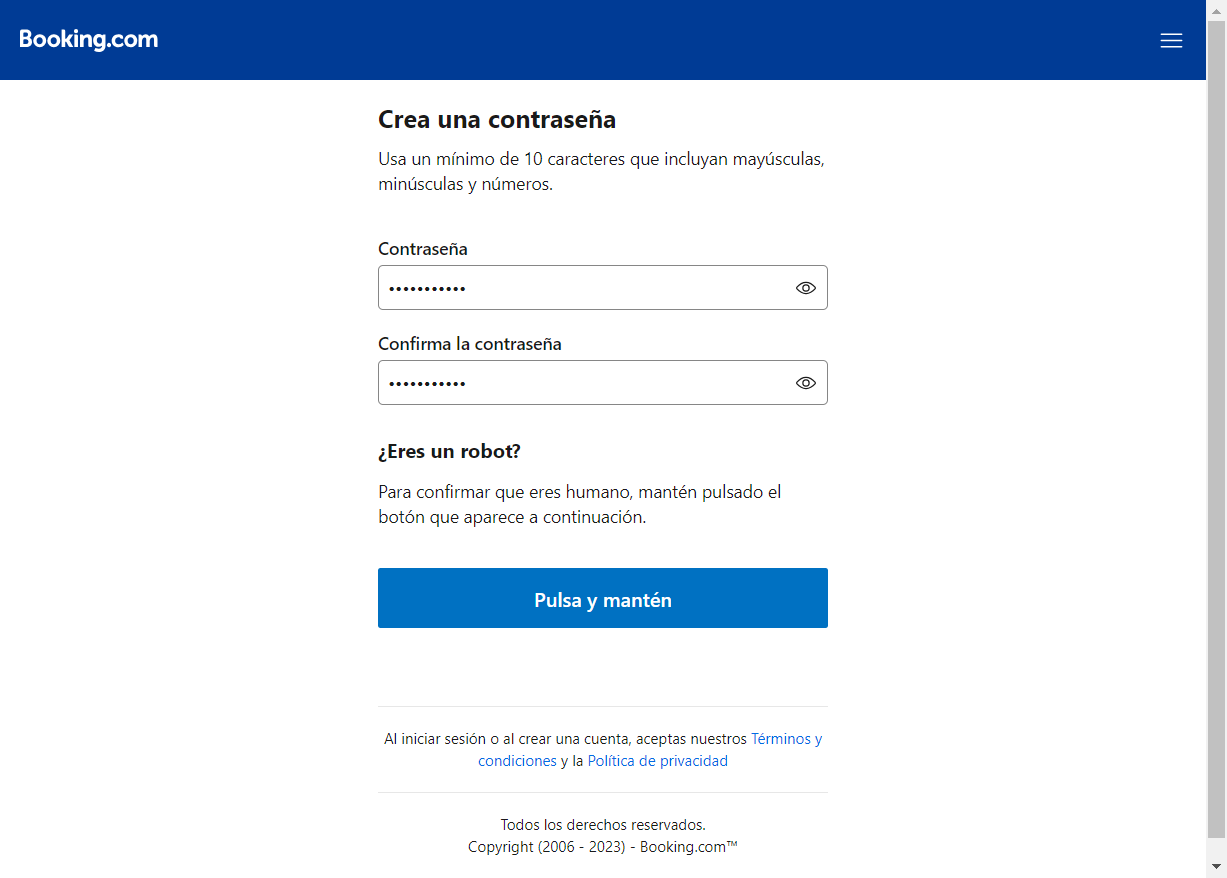 Booking.com
Crea una contraseña
Usa un mínimo de 10 caracteres que incluyan mayúsculas,
minúsculas y números.
Contraseña
•••••••••••
Confirma la contraseña
•••••••••••
¿Eres un robot?
Para confirmar que eres humano, mantén pulsado el
botón que aparece a continuación.
Pulsa y mantén
Al iniciar sesión o al crear una cuenta, aceptas nuestros Términos y
condiciones y la Política de privacidad
Todos los derechos reservados.
Copyright (2006 - 2023) - Booking.com™